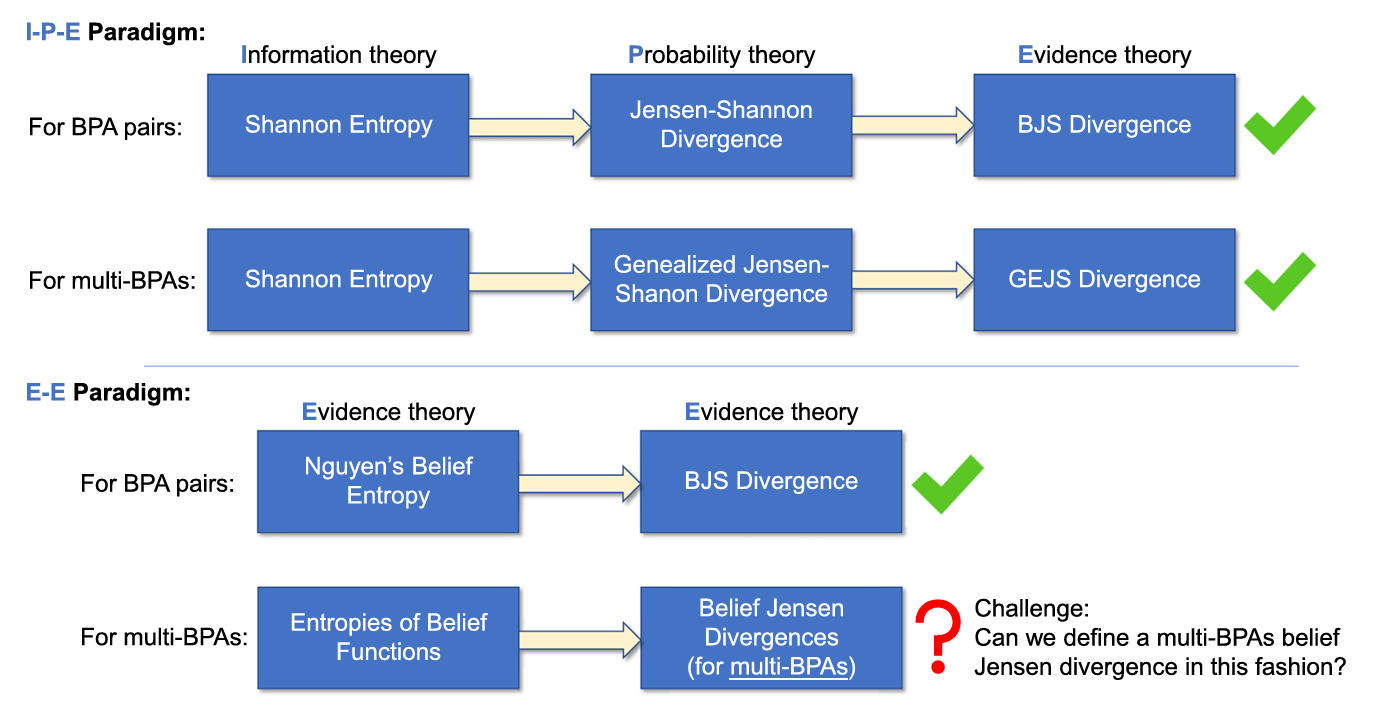 I-P-E Paradigm:
Information theory
Probability theory
Evidence theory
For BPA pairs:
Shannon Entropy
Jensen-Shannon
Divergence
BJS Divergence
For multi-BPAs:
Shannon Entropy
Genealized Jensen-
Shanon Divergence
GEJS Divergence
E-E Paradigm:
Evidence theory
Evidence theory
For BPA pairs:
Nguyen’s Belief
Entropy
BJS Divergence
For multi-BPAs:
Entropies of Belief
Functions
Belief Jensen
Divergences
(for multi-BPAs)
?
Challenge:
Can we define a multi-BPAs belief
Jensen divergence in this fashion?